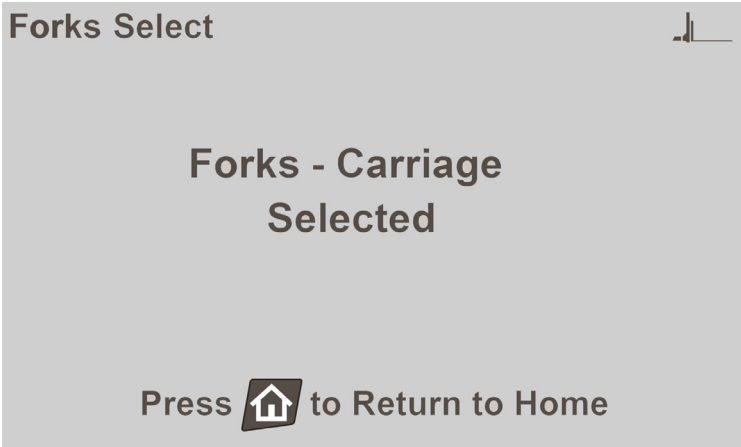 Forks Select
Forks - Carriage
Selected
Press to Return to Home